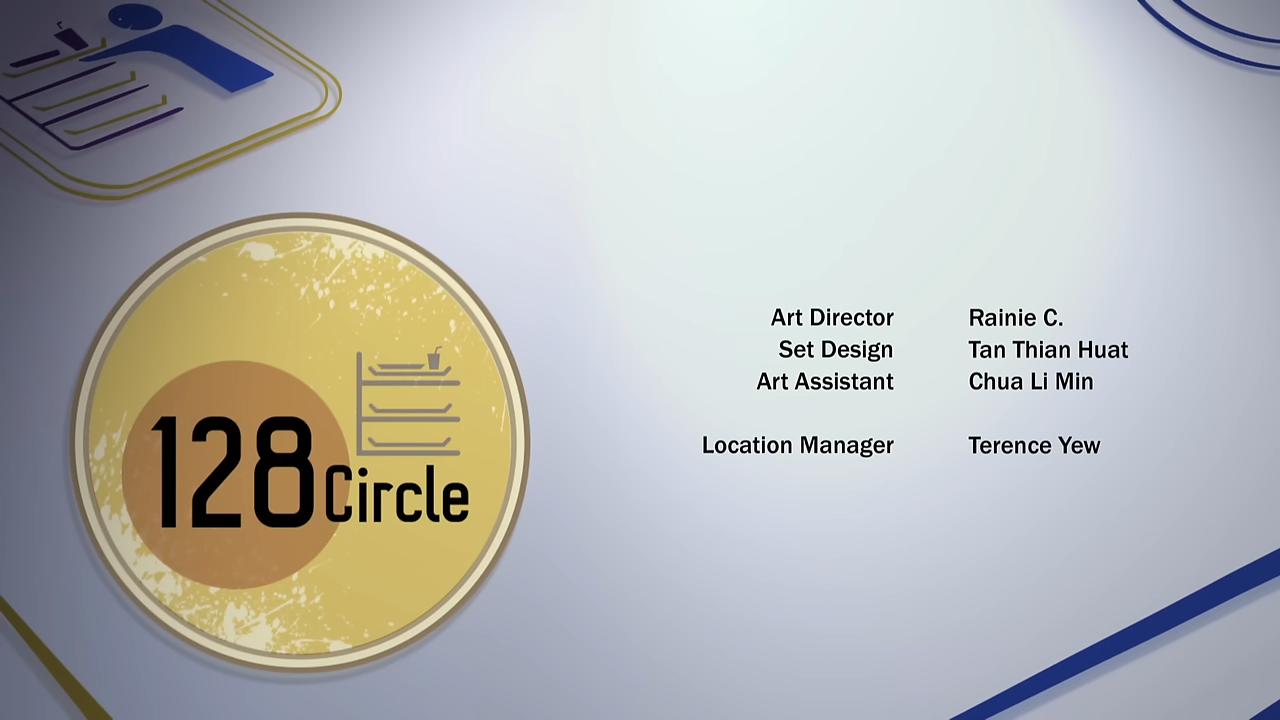 128 Circle
Art Director Rainie C.
Set Design Tan Thian Huat
Art Assistant Chua Li Min
Location Manager Terence Yew